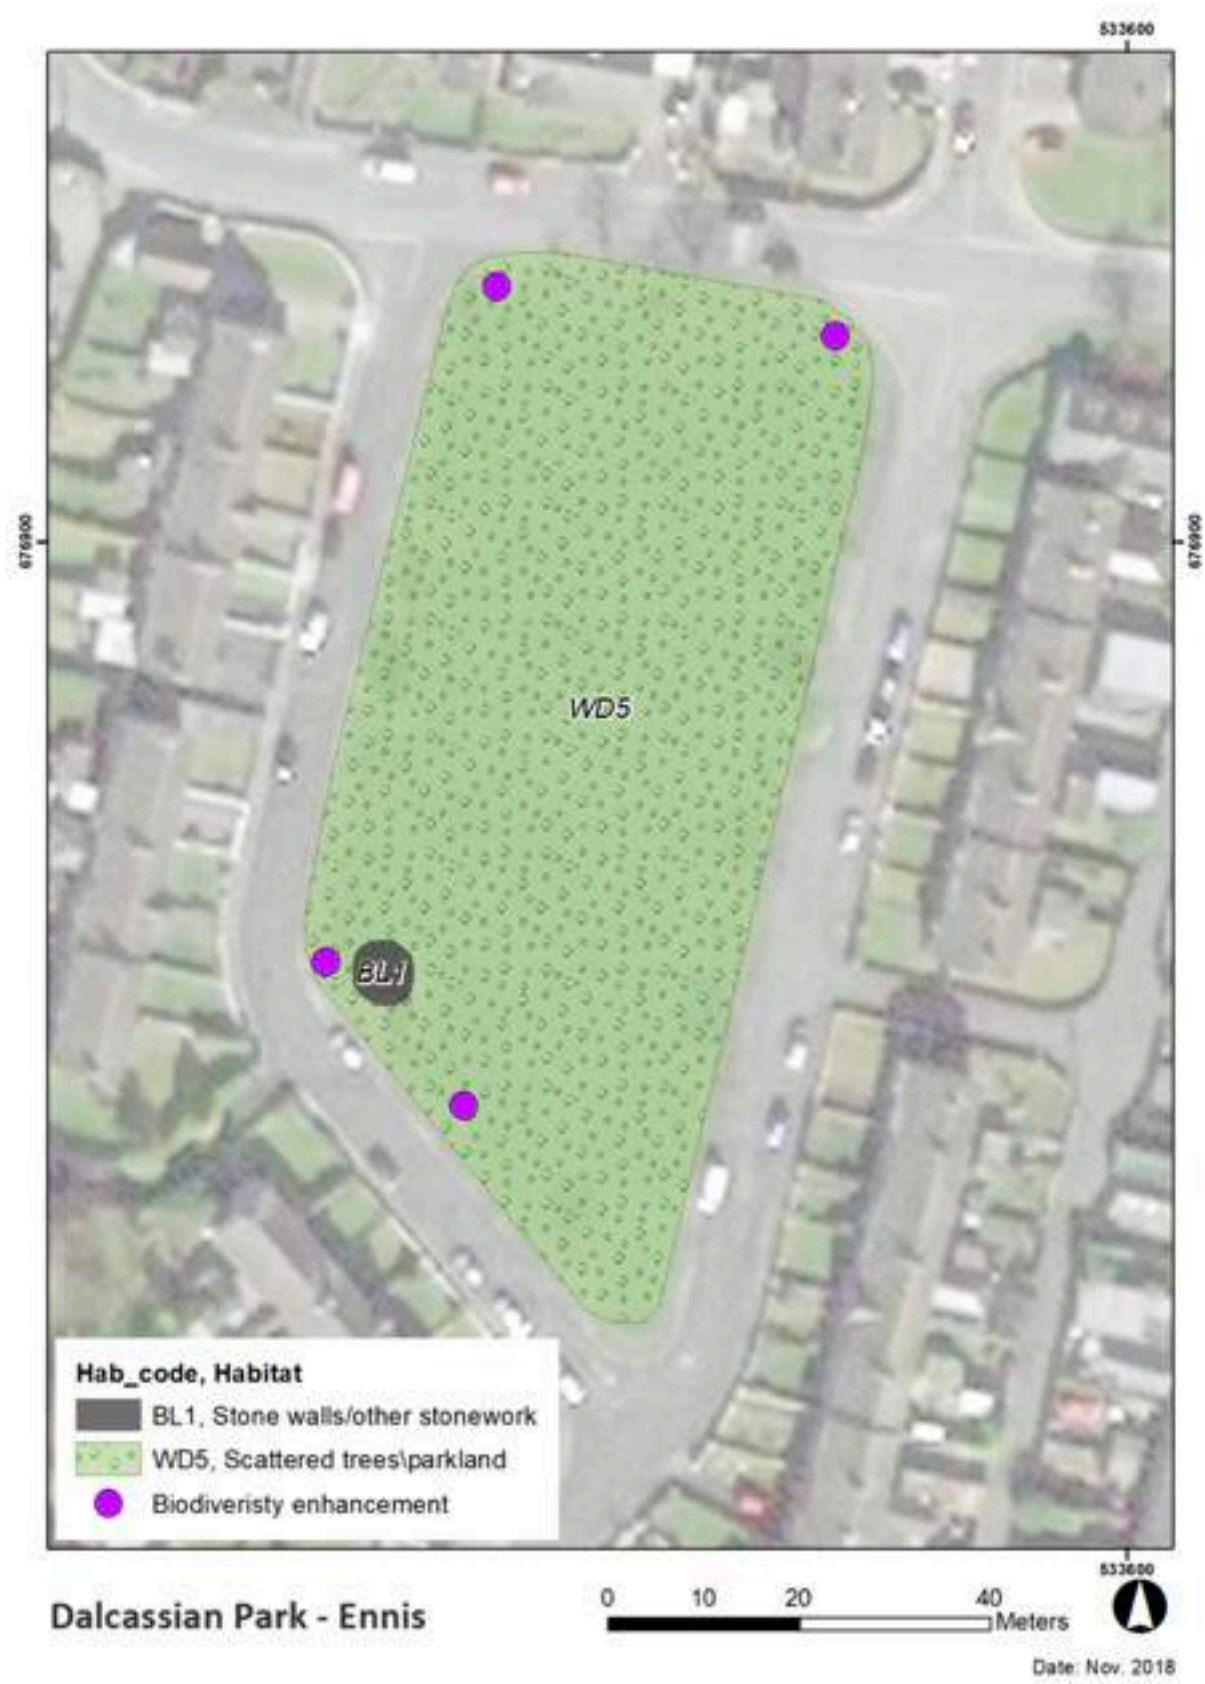 533600
676900
676900
WD5
BL1
Hab_code, Habitat
BL1, Stone walls/other stonework
WD5, Scattered trees\parkland
Biodiveristy enhancement
533600
Dalcassian Park - Ennis
0 10 20 40
Meters
Date: Nov. 2018